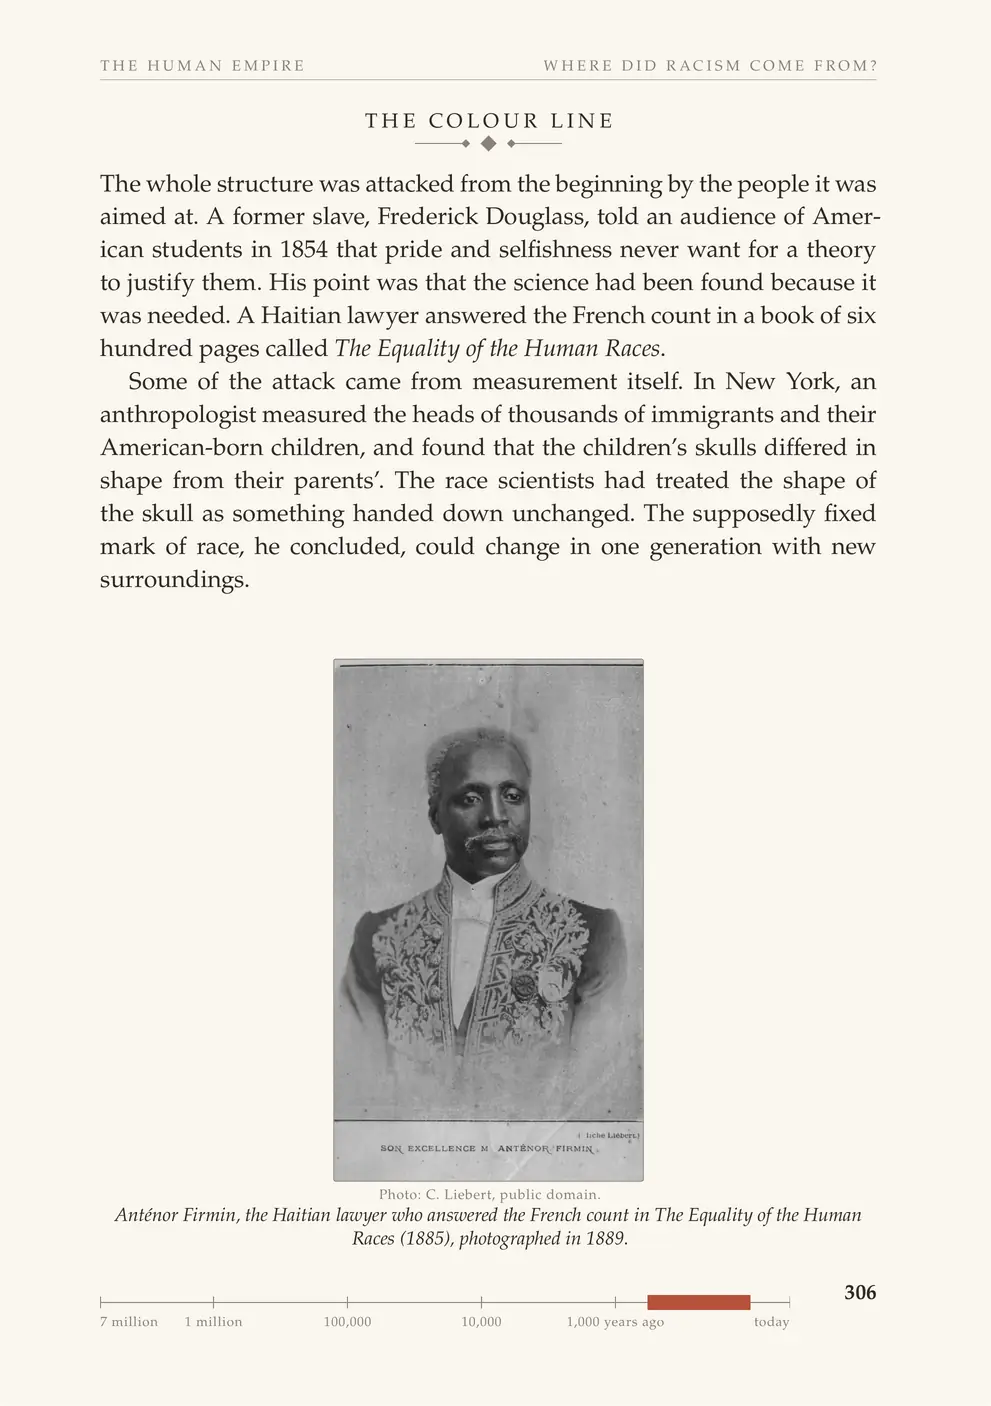 THE HUMAN EMPIRE
WHERE DID RACISM COME FROM?
THE COLOUR LINE
The whole structure was attacked from the beginning by the people it was
aimed at. A former slave, Frederick Douglass, told an audience of Amer-
ican students in 1854 that pride and selfishness never want for a theory
to justify them. His point was that the science had been found because it
was needed. A Haitian lawyer answered the French count in a book of six
hundred pages called The Equality of the Human Races.
Some of the attack came from measurement itself. In New York, an
anthropologist measured the heads of thousands of immigrants and their
American-born children, and found that the children's skulls differed in
shape from their parents'. The race scientists had treated the shape of
the skull as something handed down unchanged. The supposedly fixed
mark of race, he concluded, could change in one generation with new
surroundings.
Liebert.)
SON EXCELLENCE M ANTÉNOR FIRMIN
Photo: C. Liebert, public domain.
Anténor Firmin, the Haitian lawyer who answered the French count in The Equality of the Human
Races (1885), photographed in 1889.
306
7 million 1 million 100,000 10,000 1,000 years ago today